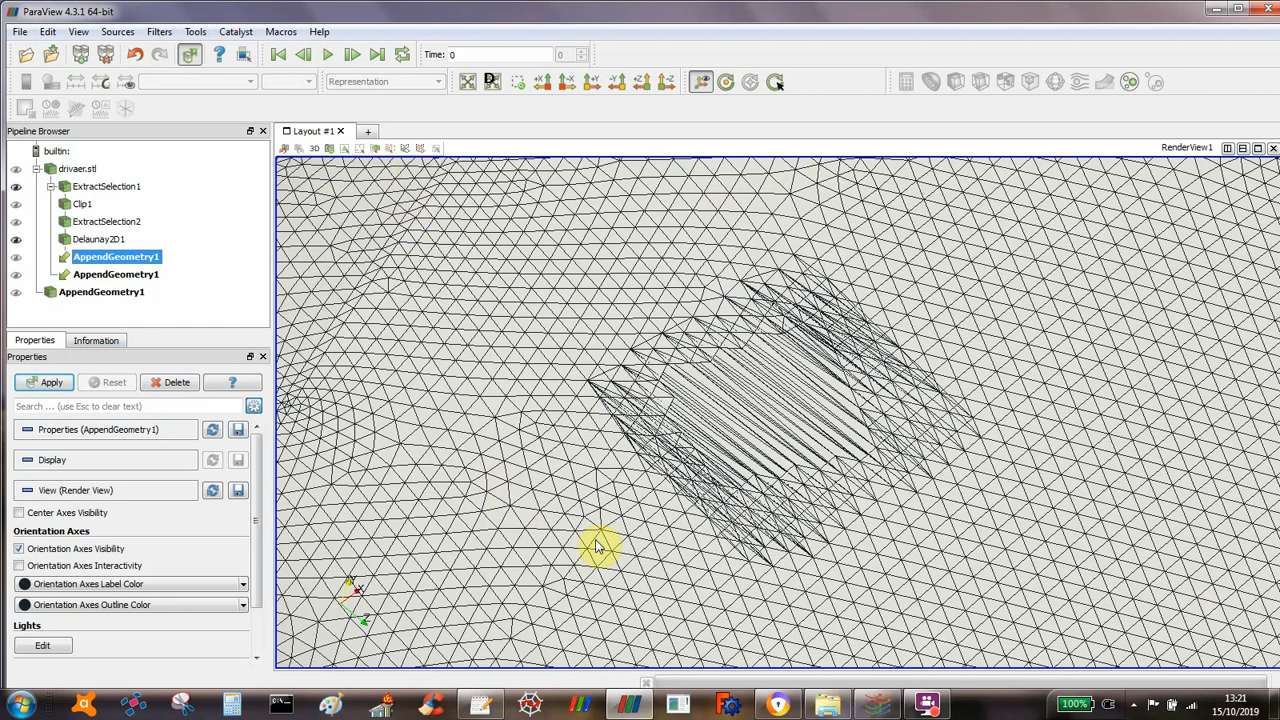 ParaView 4.3.1 64-bit
File Edit View Sources Filters Tools Catalyst Macros Help
Time: 0 0
Representation
Pipeline Browser
Layout #1
3D
RenderView1
builtin:
drivaer.stl
ExtractSelection1
Clip1
ExtractSelection2
Delaunay2D1
AppendGeometry1
AppendGeometry1
AppendGeometry1
Properties Information
Properties
Apply Reset Delete ?
Search ... (use Esc to clear text)
Properties (AppendGeometry1)
Display
View (Render View)
Center Axes Visibility
Orientation Axes
Orientation Axes Visibility
Orientation Axes Interactivity
Orientation Axes Label Color
Orientation Axes Outline Color
Lights
Edit
100%
13:21
15/10/2019